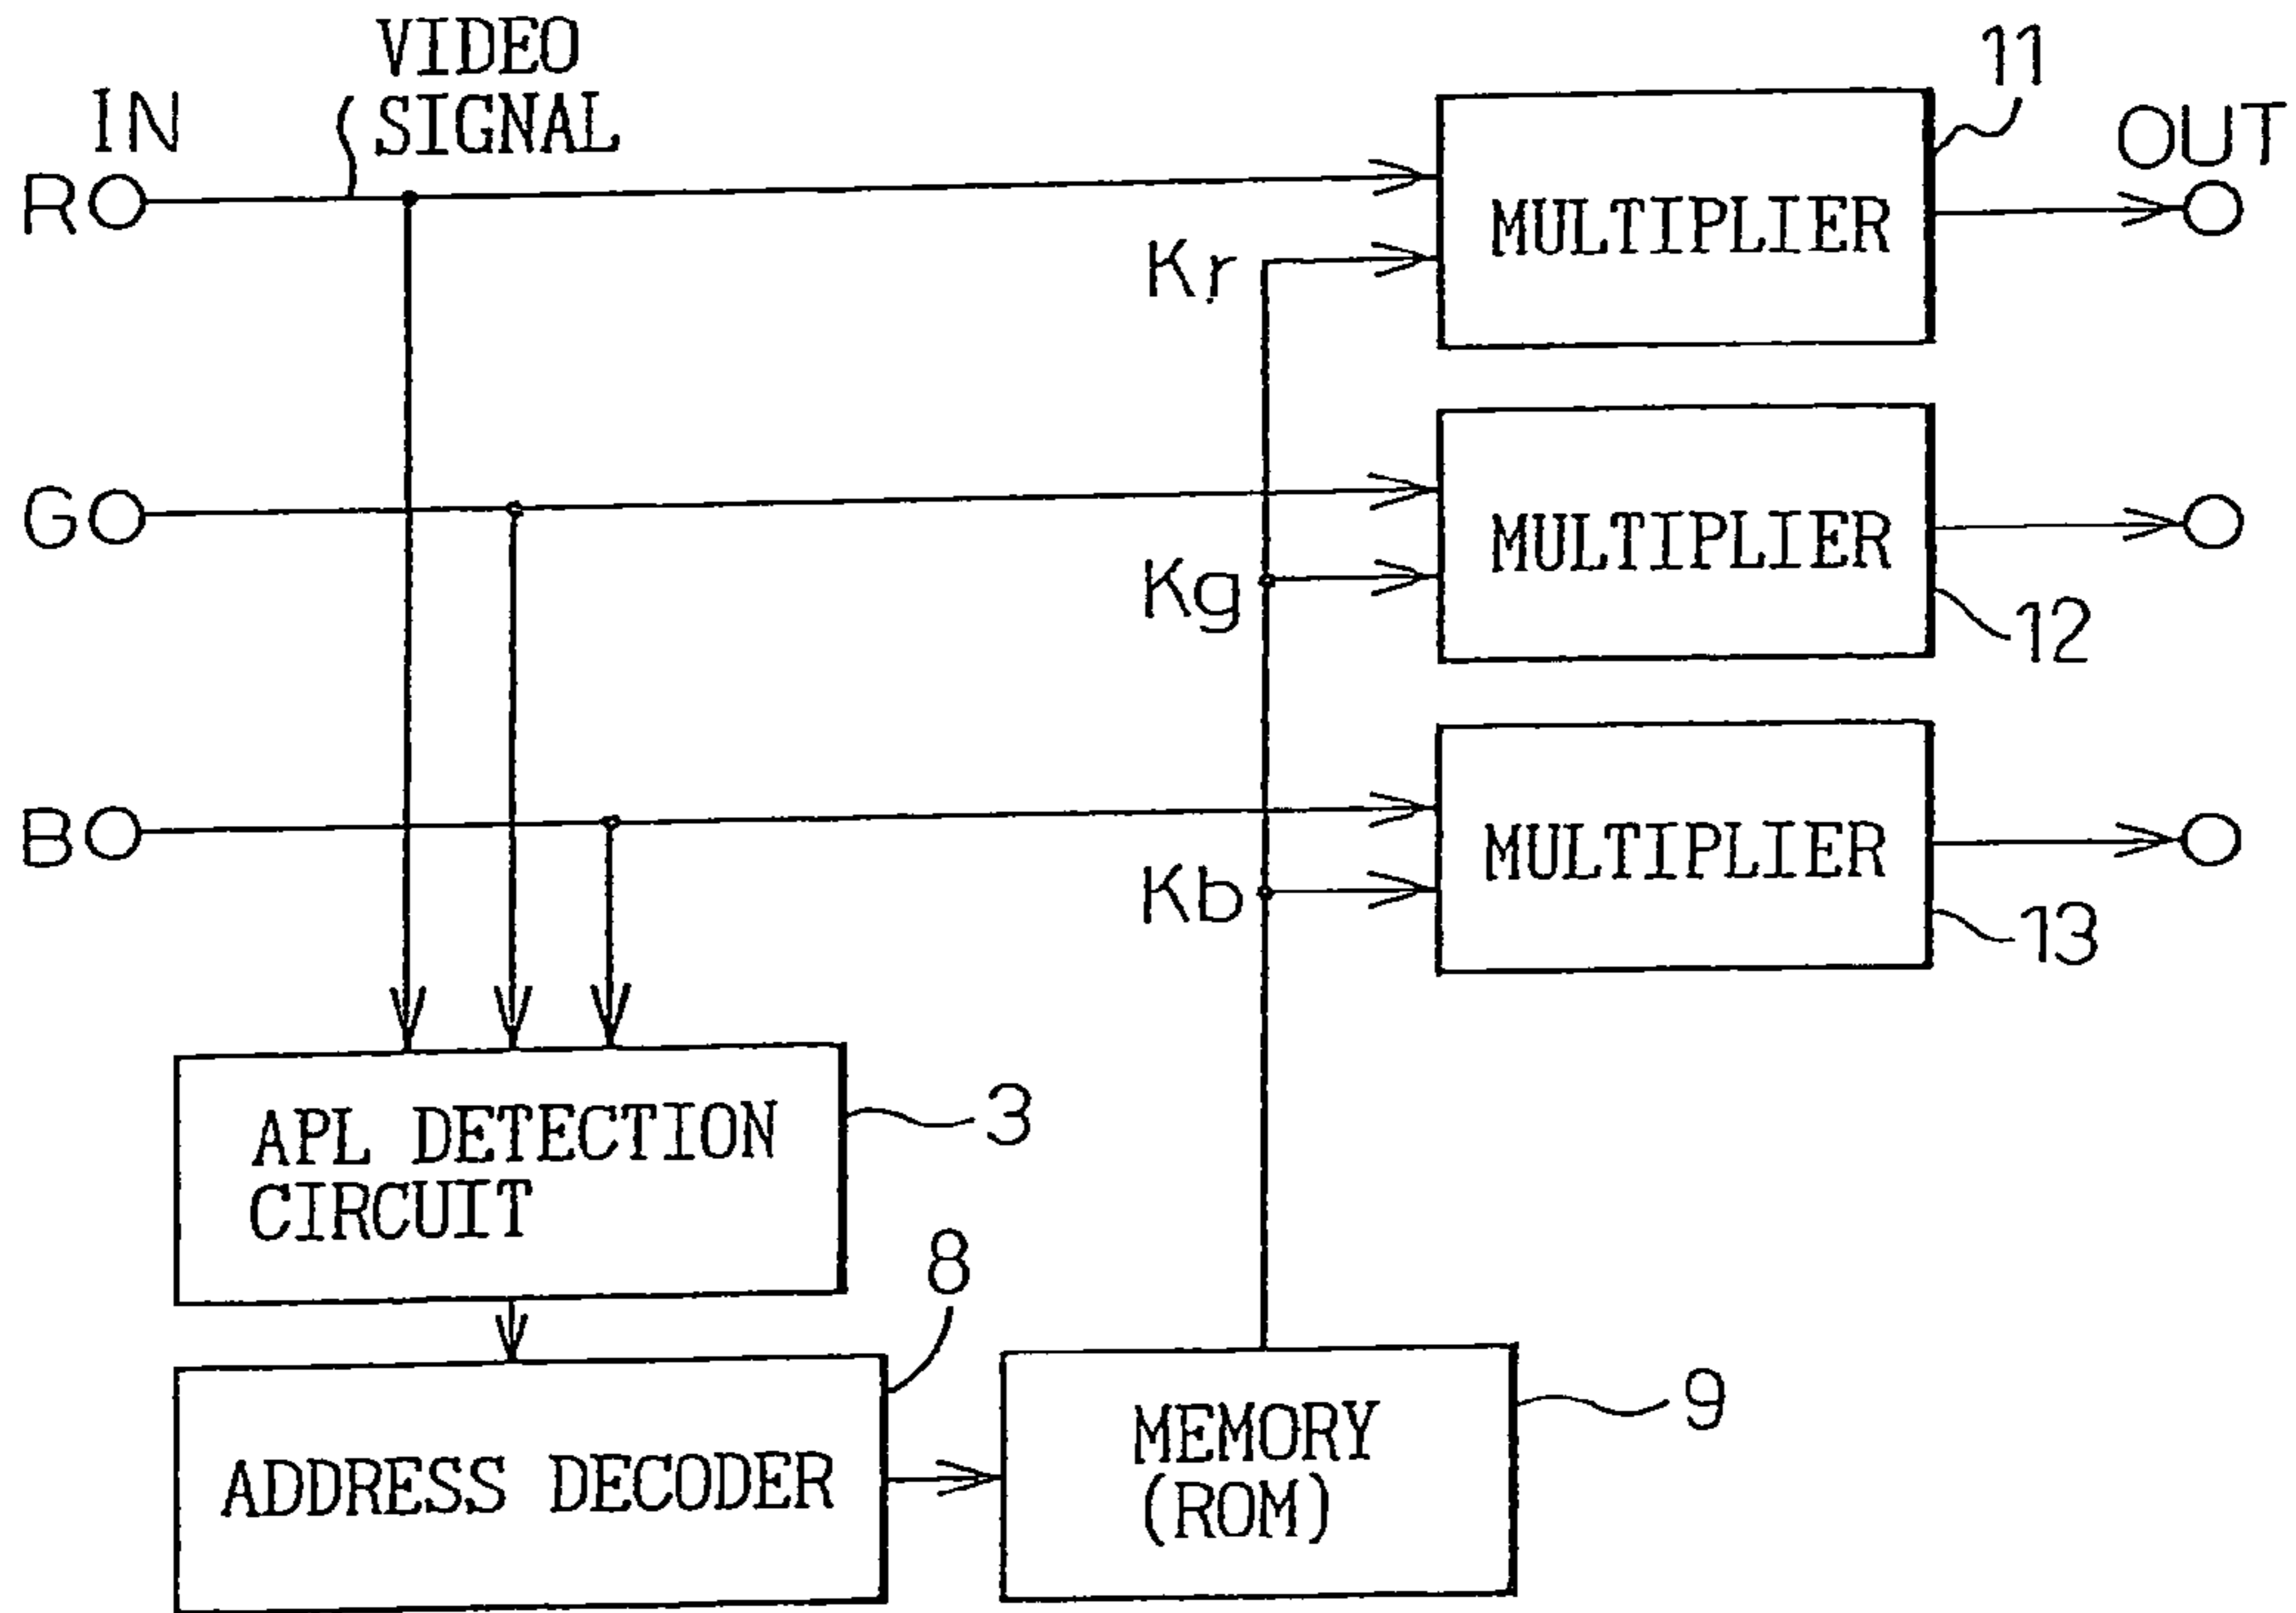 VIDEO
SIGNAL
IN
11
OUT
R
MULTIPLIER
Kr
G
MULTIPLIER
Kg
12
B
MULTIPLIER
Kb
13
APL DETECTION
CIRCUIT
3
8
ADDRESS DECODER
MEMORY
(ROM)
9